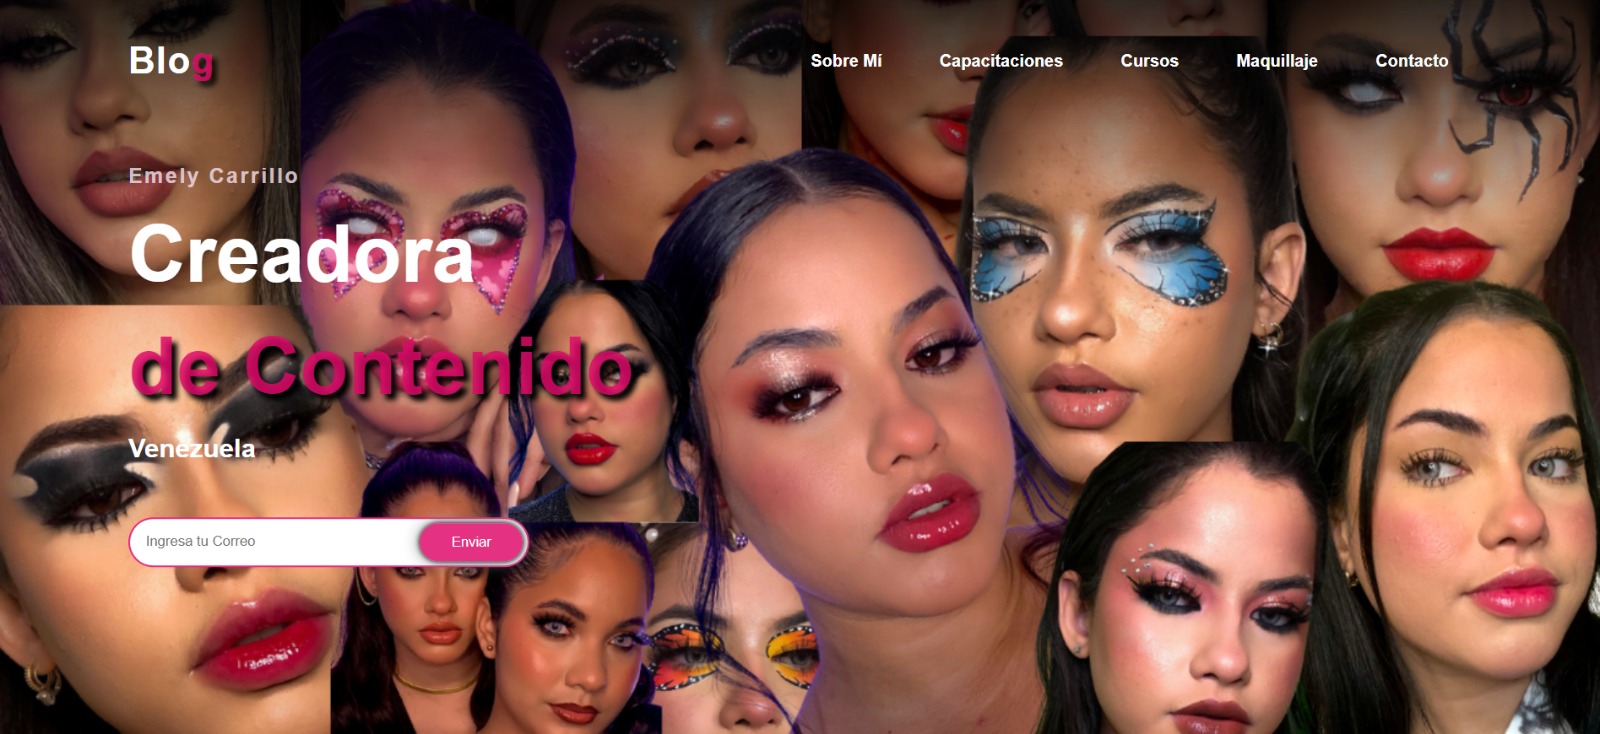 Blog
Sobre Mí
Capacitaciones
Cursos
Maquillaje
Contacto
Emely Carrillo
Creadora
de Contenido
Venezuela
Ingresa tu Correo
Enviar